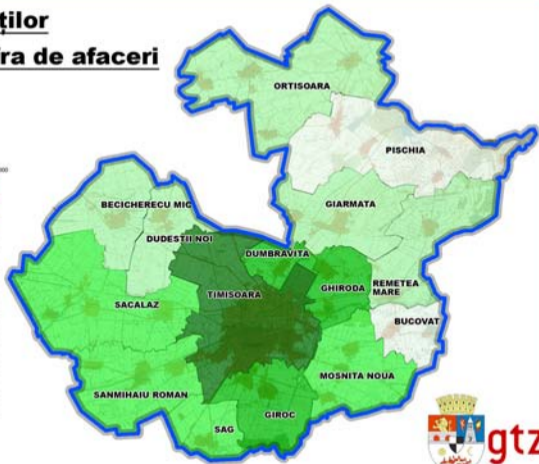 ților
ra de afaceri
ORTISOARA
PISCHIA
BECICHERECU MIC
GIARMATA
DUDESTII NOI
DUMBRAVITA
TIMISOARA
GHIRODA
REMETEA
MARE
SACALAZ
BUCOVAT
MOSNITA NOUA
SANMIHAIU ROMAN
GIROC
SAG
gtz